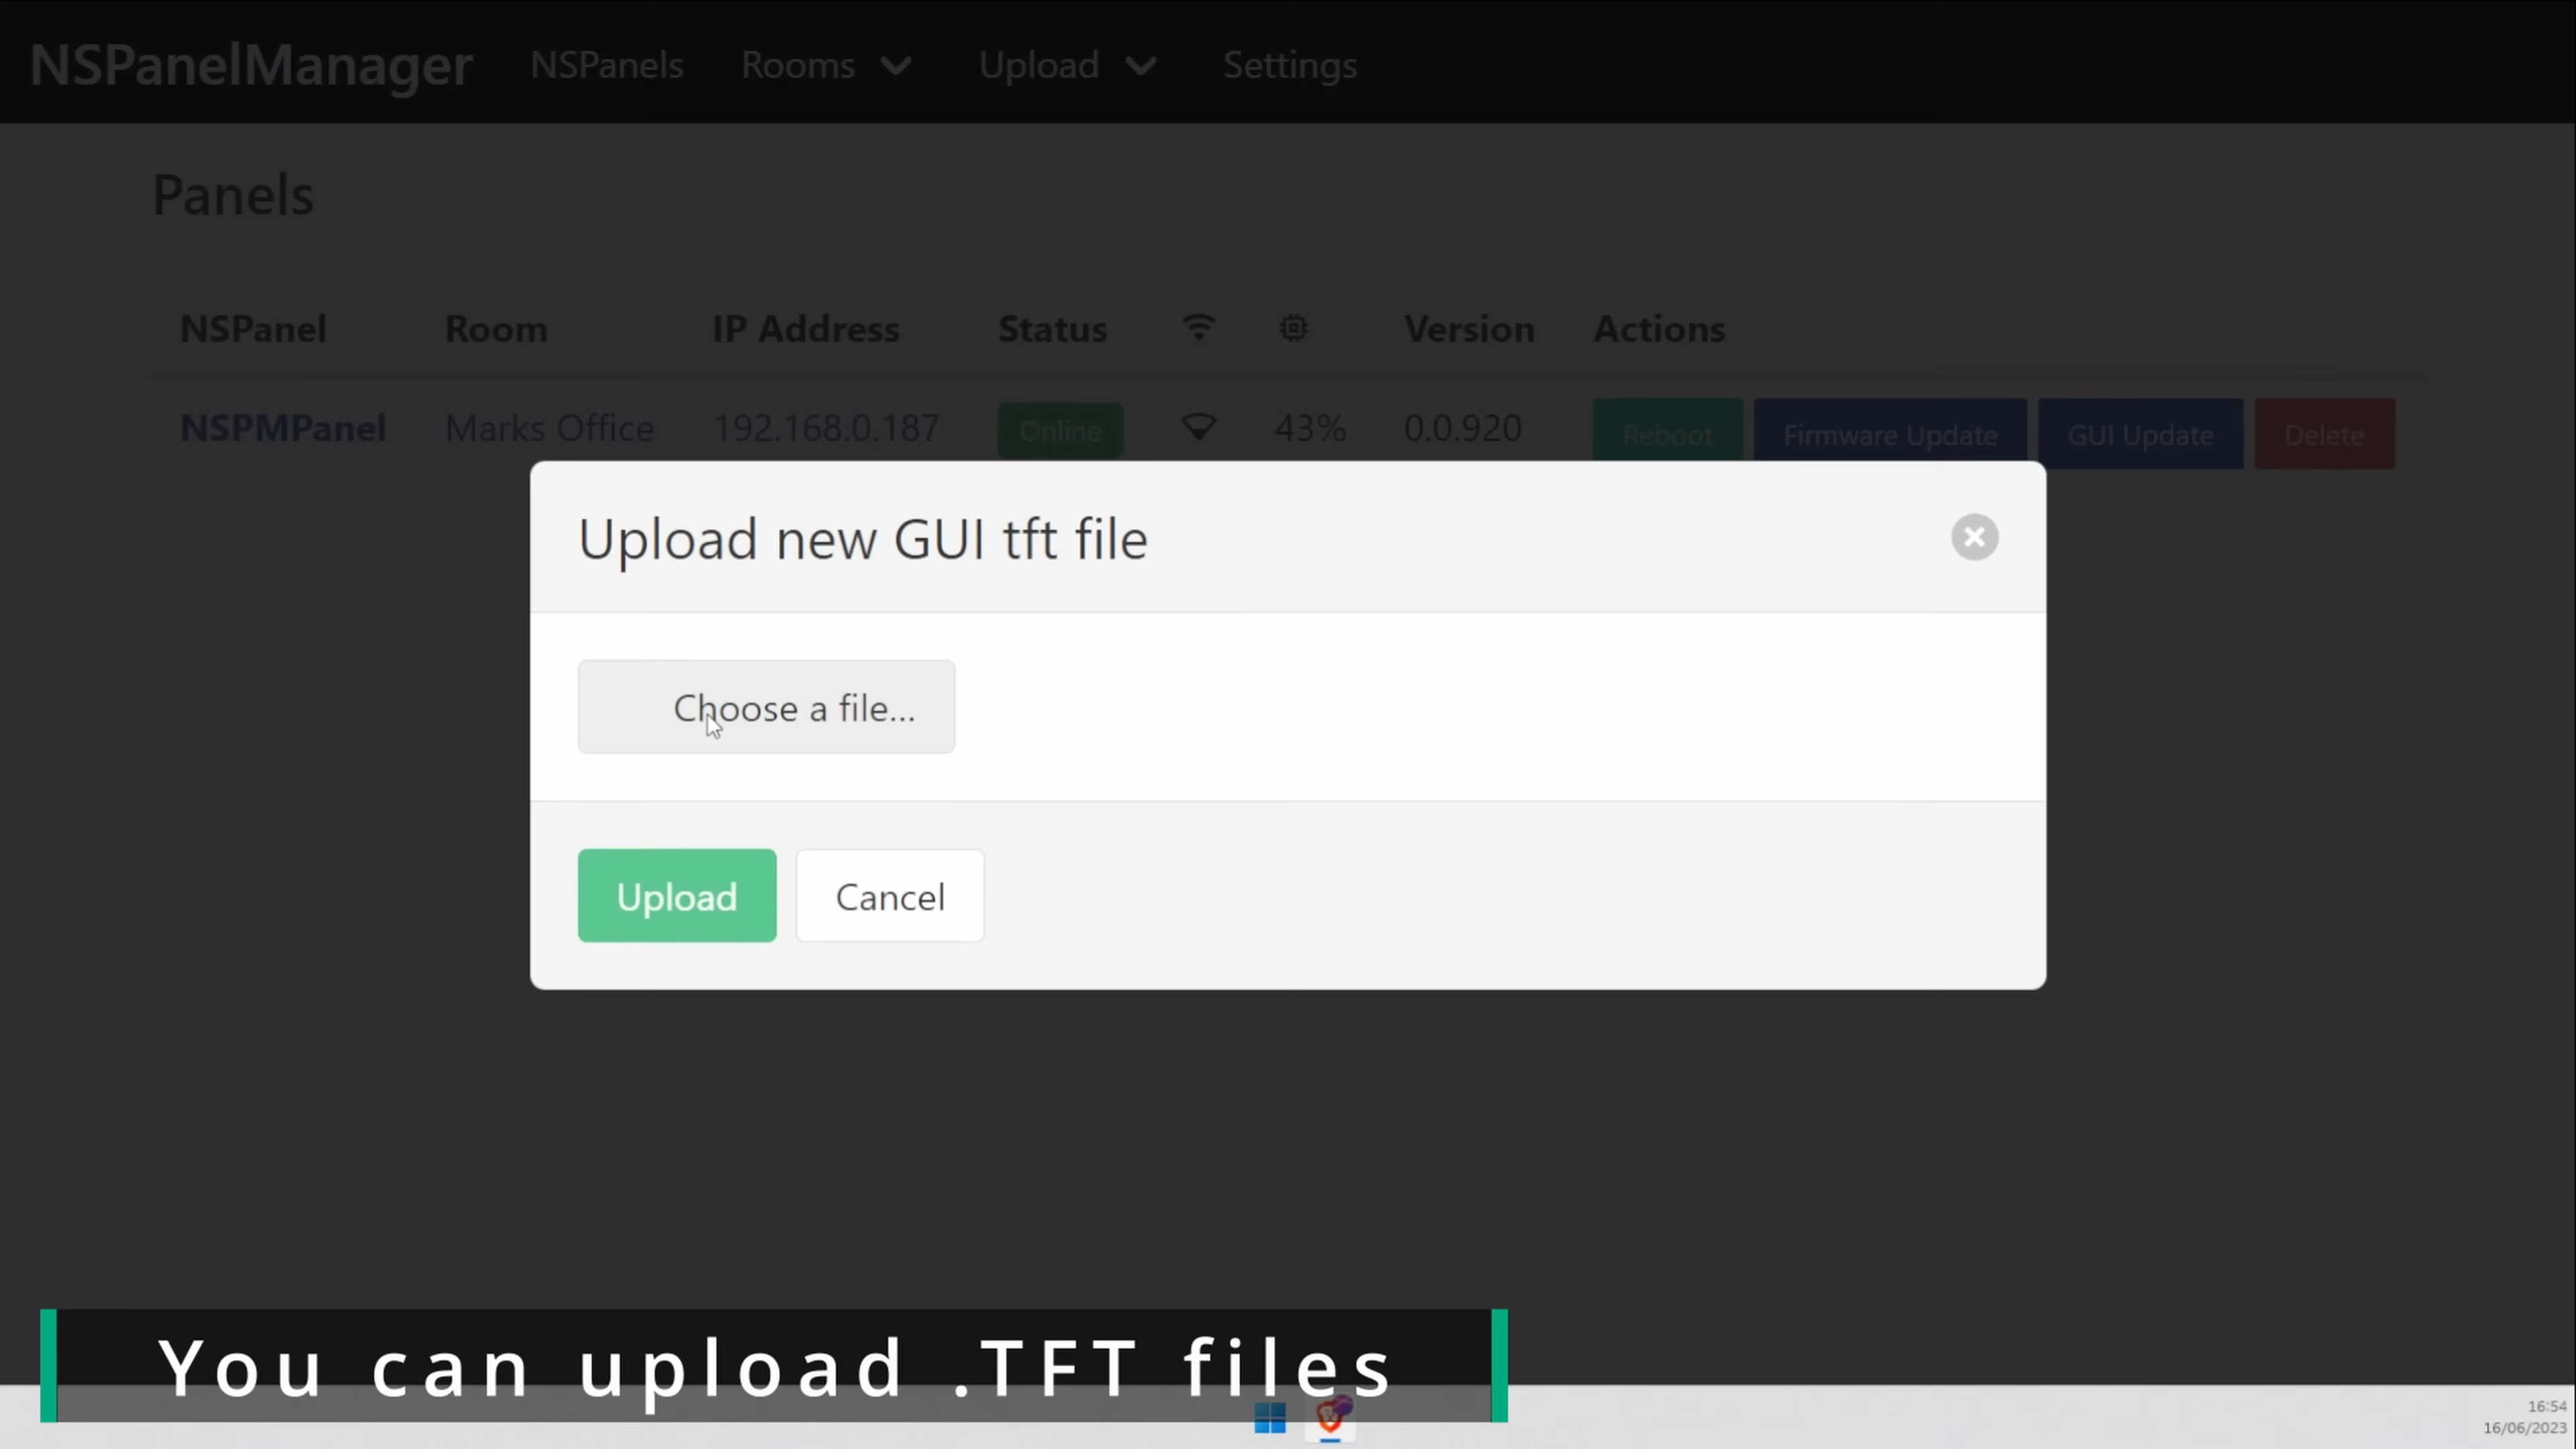 NSPanelManager NSPanels Rooms Upload Settings
Panels
NSPanel Room IP Address Status Version Actions
NSPMPanel Marks Office 192.168.0.187 Online 43% 0.0.920 Reboot Firmware Update GUI Update Delete
Upload new GUI tft file
Choose a file...
Upload Cancel
You can upload .TFT files
16:54
16/06/2023